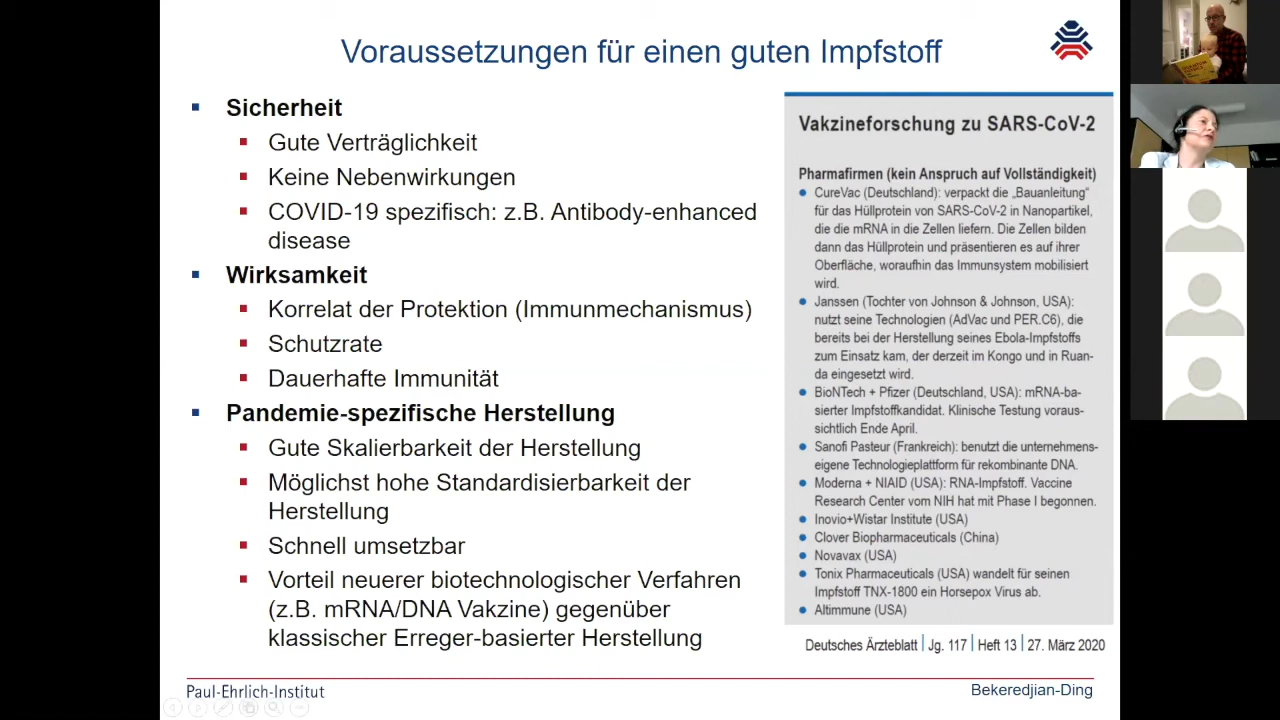 Voraussetzungen für einen guten Impfstoff
Sicherheit
Gute Verträglichkeit
Keine Nebenwirkungen
COVID-19 spezifisch: z.B. Antibody-enhanced
disease
Wirksamkeit
Korrelat der Protektion (Immunmechanismus)
Schutzrate
Dauerhafte Immunität
Pandemie-spezifische Herstellung
Gute Skalierbarkeit der Herstellung
Möglichst hohe Standardisierbarkeit der
Herstellung
Schnell umsetzbar
Vorteil neuerer biotechnologischer Verfahren
(z.B. mRNA/DNA Vakzine) gegenüber
klassischer Erreger-basierter Herstellung
Vakzineforschung zu SARS-CoV-2
Pharmafirmen (kein Anspruch auf Vollständigkeit)
CureVac (Deutschland): verpackt die „Bauanleitung“
für das Hüllprotein von SARS-CoV-2 in Nanopartikel,
die die mRNA in die Zellen liefern. Die Zellen bilden
dann das Hüllprotein und präsentieren es auf ihrer
Oberfläche, woraufhin das Immunsystem mobilisiert
wird.
Janssen (Tochter von Johnson & Johnson, USA):
nutzt seine Technologien (AdVac und PER.C6), die
bereits bei der Herstellung seines Ebola-Impfstoffs
zum Einsatz kam, der derzeit im Kongo und in Ruan-
da eingesetzt wird.
BioNTech + Pfizer (Deutschland, USA): mRNA-ba-
sierter Impfstoffkandidat. Klinische Testung voraus-
sichtlich Ende April.
Sanofi Pasteur (Frankreich): benutzt die unternehmens-
eigene Technologieplattform für rekombinante DNA.
Moderna + NIAID (USA): RNA-Impfstoff. Vaccine
Research Center vom NIH hat mit Phase I begonnen.
Inovio+Wistar Institute (USA)
Clover Biopharmaceuticals (China)
Novavax (USA)
Tonix Pharmaceuticals (USA) wandelt für seinen
Impfstoff TNX-1800 ein Horsepox Virus ab.
Altimmune (USA)
Deutsches Ärzteblatt | Jg. 117 | Heft 13 | 27. März 2020
Paul-Ehrlich-Institut
Bekeredjian-Ding